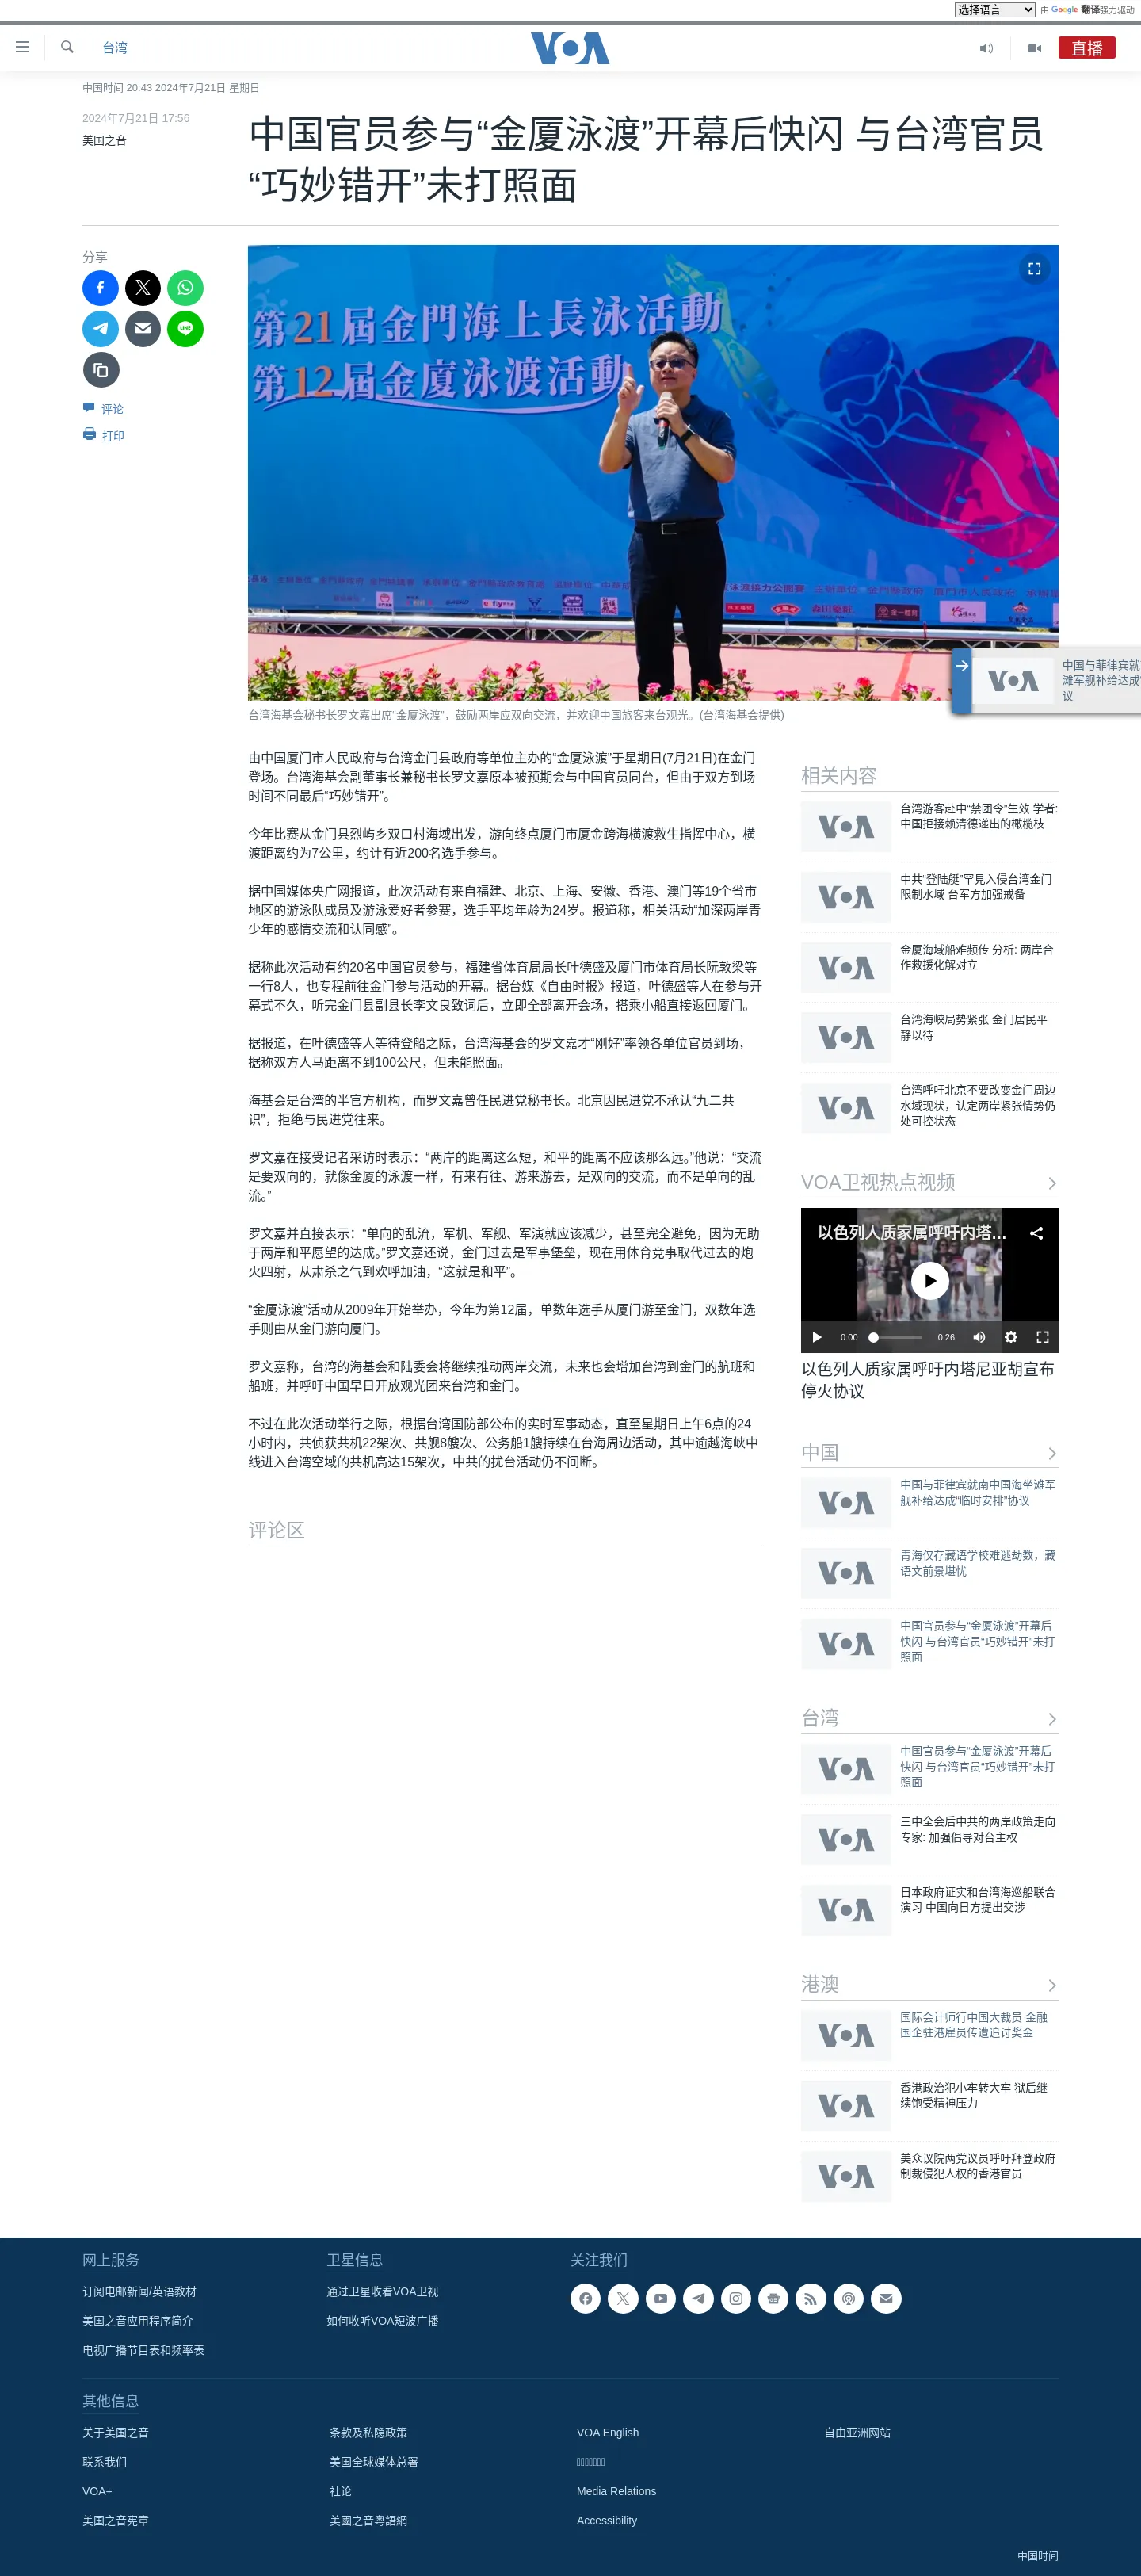 选择语言 由 Google 翻译强力驱动
台湾
VOA
直播
中国时间 20:43 2024年7月21日 星期日
2024年7月21日 17:56
美国之音
中国官员参与“金厦泳渡”开幕后快闪 与台湾官员
“巧妙错开”未打照面
分享
评论
打印
第21屆金門海上長泳活動
第12屆金廈泳渡活動
台湾海基会秘书长罗文嘉出席“金厦泳渡”，鼓励两岸应双向交流，并欢迎中国旅客来台观光。(台湾海基会提供)
VOA
中国与菲律宾就
滩军舰补给达成“
议
由中国厦门市人民政府与台湾金门县政府等单位主办的“金厦泳渡”于星期日(7月21日)在金门
登场。台湾海基会副董事长兼秘书长罗文嘉原本被预期会与中国官员同台，但由于双方到场
时间不同最后“巧妙错开”。
今年比赛从金门县烈屿乡双口村海域出发，游向终点厦门市厦金跨海横渡救生指挥中心，横
渡距离约为7公里，约计有近200名选手参与。
据中国媒体央广网报道，此次活动有来自福建、北京、上海、安徽、香港、澳门等19个省市
地区的游泳队成员及游泳爱好者参赛，选手平均年龄为24岁。报道称，相关活动“加深两岸青
少年的感情交流和认同感”。
据称此次活动有约20名中国官员参与，福建省体育局局长叶德盛及厦门市体育局长阮敦梁等
一行8人，也专程前往金门参与活动的开幕。据台媒《自由时报》报道，叶德盛等人在参与开
幕式不久，听完金门县副县长李文良致词后，立即全部离开会场，搭乘小船直接返回厦门。
据报道，在叶德盛等人等待登船之际，台湾海基会的罗文嘉才“刚好”率领各单位官员到场，
据称双方人马距离不到100公尺，但未能照面。
海基会是台湾的半官方机构，而罗文嘉曾任民进党秘书长。北京因民进党不承认“九二共
识”，拒绝与民进党往来。
罗文嘉在接受记者采访时表示：“两岸的距离这么短，和平的距离不应该那么远。”他说：“交流
是要双向的，就像金厦的泳渡一样，有来有往、游来游去，是双向的交流，而不是单向的乱
流。”
罗文嘉并直接表示：“单向的乱流，军机、军舰、军演就应该减少，甚至完全避免，因为无助
于两岸和平愿望的达成。”罗文嘉还说，金门过去是军事堡垒，现在用体育竞事取代过去的炮
火四射，从肃杀之气到欢呼加油，“这就是和平”。
“金厦泳渡”活动从2009年开始举办，今年为第12届，单数年选手从厦门游至金门，双数年选
手则由从金门游向厦门。
罗文嘉称，台湾的海基会和陆委会将继续推动两岸交流，未来也会增加台湾到金门的航班和
船班，并呼吁中国早日开放观光团来台湾和金门。
不过在此次活动举行之际，根据台湾国防部公布的实时军事动态，直至星期日上午6点的24
小时内，共侦获共机22架次、共舰8艘次、公务船1艘持续在台海周边活动，其中逾越海峡中
线进入台湾空域的共机高达15架次，中共的扰台活动仍不间断。
评论区
相关内容
VOA
台湾游客赴中“禁团令”生效 学者:
中国拒接赖清德递出的橄榄枝
VOA
中共“登陆艇”罕见入侵台湾金门
限制水域 台军方加强戒备
VOA
金厦海域船难频传 分析: 两岸合
作救援化解对立
VOA
台湾海峡局势紧张 金门居民平
静以待
VOA
台湾呼吁北京不要改变金门周边
水域现状，认定两岸紧张情势仍
处可控状态
VOA卫视热点视频
以色列人质家属呼吁内塔...
0:00 0:26
以色列人质家属呼吁内塔尼亚胡宣布
停火协议
中国
VOA
中国与菲律宾就南中国海坐滩军
舰补给达成“临时安排”协议
VOA
青海仅存藏语学校难逃劫数，藏
语文前景堪忧
VOA
中国官员参与“金厦泳渡”开幕后
快闪 与台湾官员“巧妙错开”未打
照面
台湾
VOA
中国官员参与“金厦泳渡”开幕后
快闪 与台湾官员“巧妙错开”未打
照面
VOA
三中全会后中共的两岸政策走向
专家: 加强倡导对台主权
VOA
日本政府证实和台湾海巡船联合
演习 中国向日方提出交涉
港澳
VOA
国际会计师行中国大裁员 金融
国企驻港雇员传遭追讨奖金
VOA
香港政治犯小牢转大牢 狱后继
续饱受精神压力
VOA
美众议院两党议员呼吁拜登政府
制裁侵犯人权的香港官员
网上服务
订阅电邮新闻/英语教材
美国之音应用程序简介
电视广播节目表和频率表
卫星信息
通过卫星收看VOA卫视
如何收听VOA短波广播
关注我们
其他信息
关于美国之音
联系我们
VOA+
美国之音宪章
条款及私隐政策
美国全球媒体总署
社论
美國之音粵語網
VOA English
Media Relations
Accessibility
自由亚洲网站
中国时间